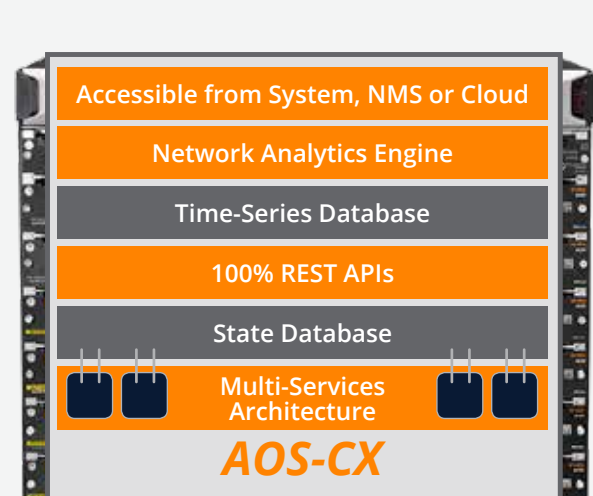 Accessible from System, NMS or Cloud
Network Analytics Engine
Time-Series Database
100% REST APIs
State Database
Multi-Services
Architecture
AOS-CX